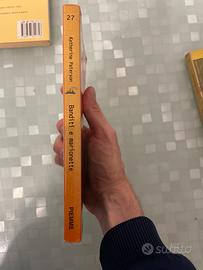 27
Katherine Paterson
Banditi e marionette
PIEMME
subito